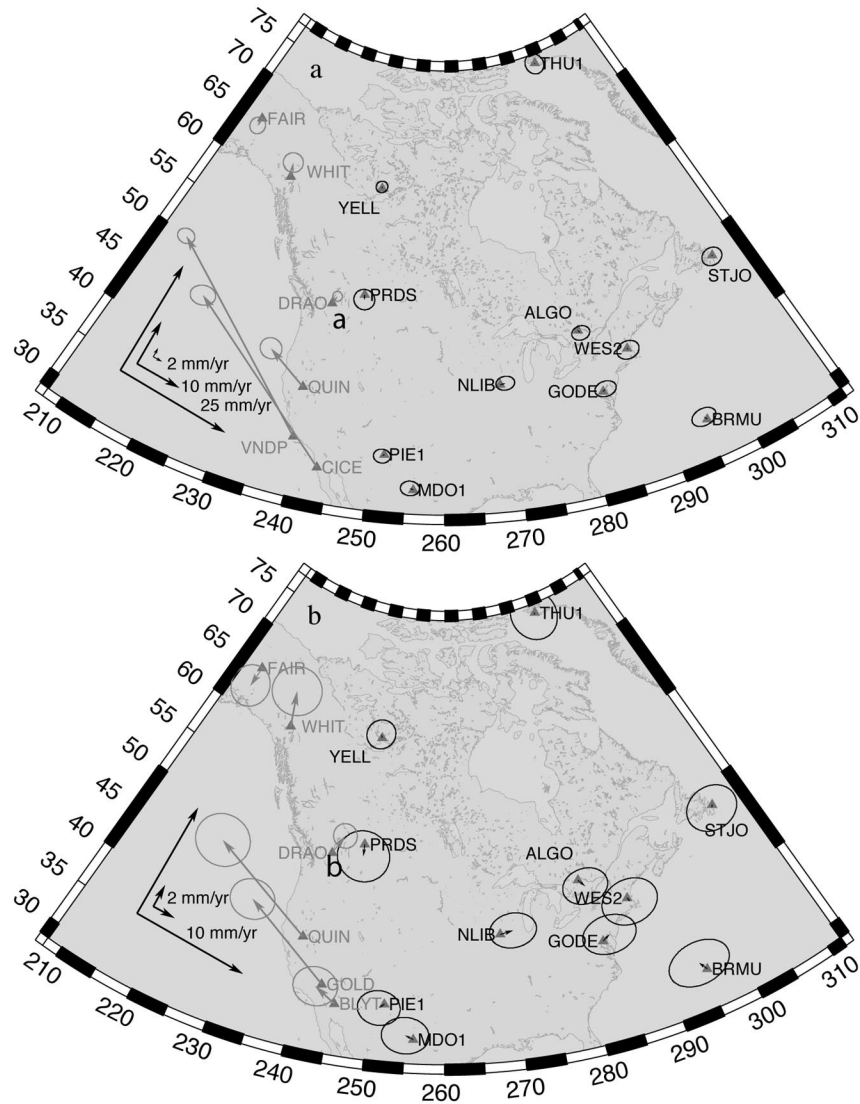 75
a
70
THU1
65
FAIR
60
WHIT
55
YELL
50
45
STJO
40
DRAO
PRDS
a
ALGO
35
2 mm/yr
WES2
30
10 mm/yr
QUIN
NLIB
GODE
25 mm/yr
210
310
BRMU
220
VNDP
PIE1
300
CICE
230
MDO1
290
240
280
250
260
270
75
b
70
THU1
65
FAIR
60
WHIT
55
YELL
50
45
STJO
40
DRAO
PRDS
b
ALGO
35
2 mm/yr
WES2
30
10 mm/yr
QUIN
NLIB
GODE
210
310
BRMU
220
GOLD
BLYT
PIE1
300
230
MDO1
290
240
280
250
260
270